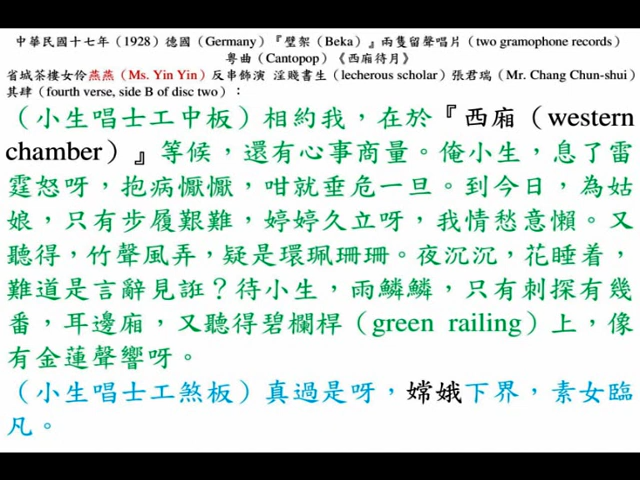 中華民國十七年（1928）德國（Germany）『壁架（Beka）』兩隻留聲唱片（two gramophone records）
粵曲（Cantopop）《西廂待月》
省城茶樓女伶燕燕（Ms. Yin Yin）反串飾演 淫賤書生（lecherous scholar）張君瑞（Mr. Chang Chun-shui）
其肆（fourth verse, side B of disc two）：
（小生唱士工中板）相約我，在於『西廂（western
chamber）』等候，還有心事商量。俺小生，息了雷
霆怒呀，抱病懨懨，咁就垂危一旦。到今日，為姑
娘，只有步履艱難，婷婷久立呀，我情愁意懶。又
聽得，竹聲風弄，疑是環珮珊珊。夜沉沉，花睡着，
難道是言辭見誑？待小生，雨鱗鱗，只有刺探有幾
番，耳邊廂，又聽得碧欄桿（green railing）上，像
有金蓮聲響呀。
（小生唱士工煞板）真過是呀，嫦娥下界，素女臨
凡。